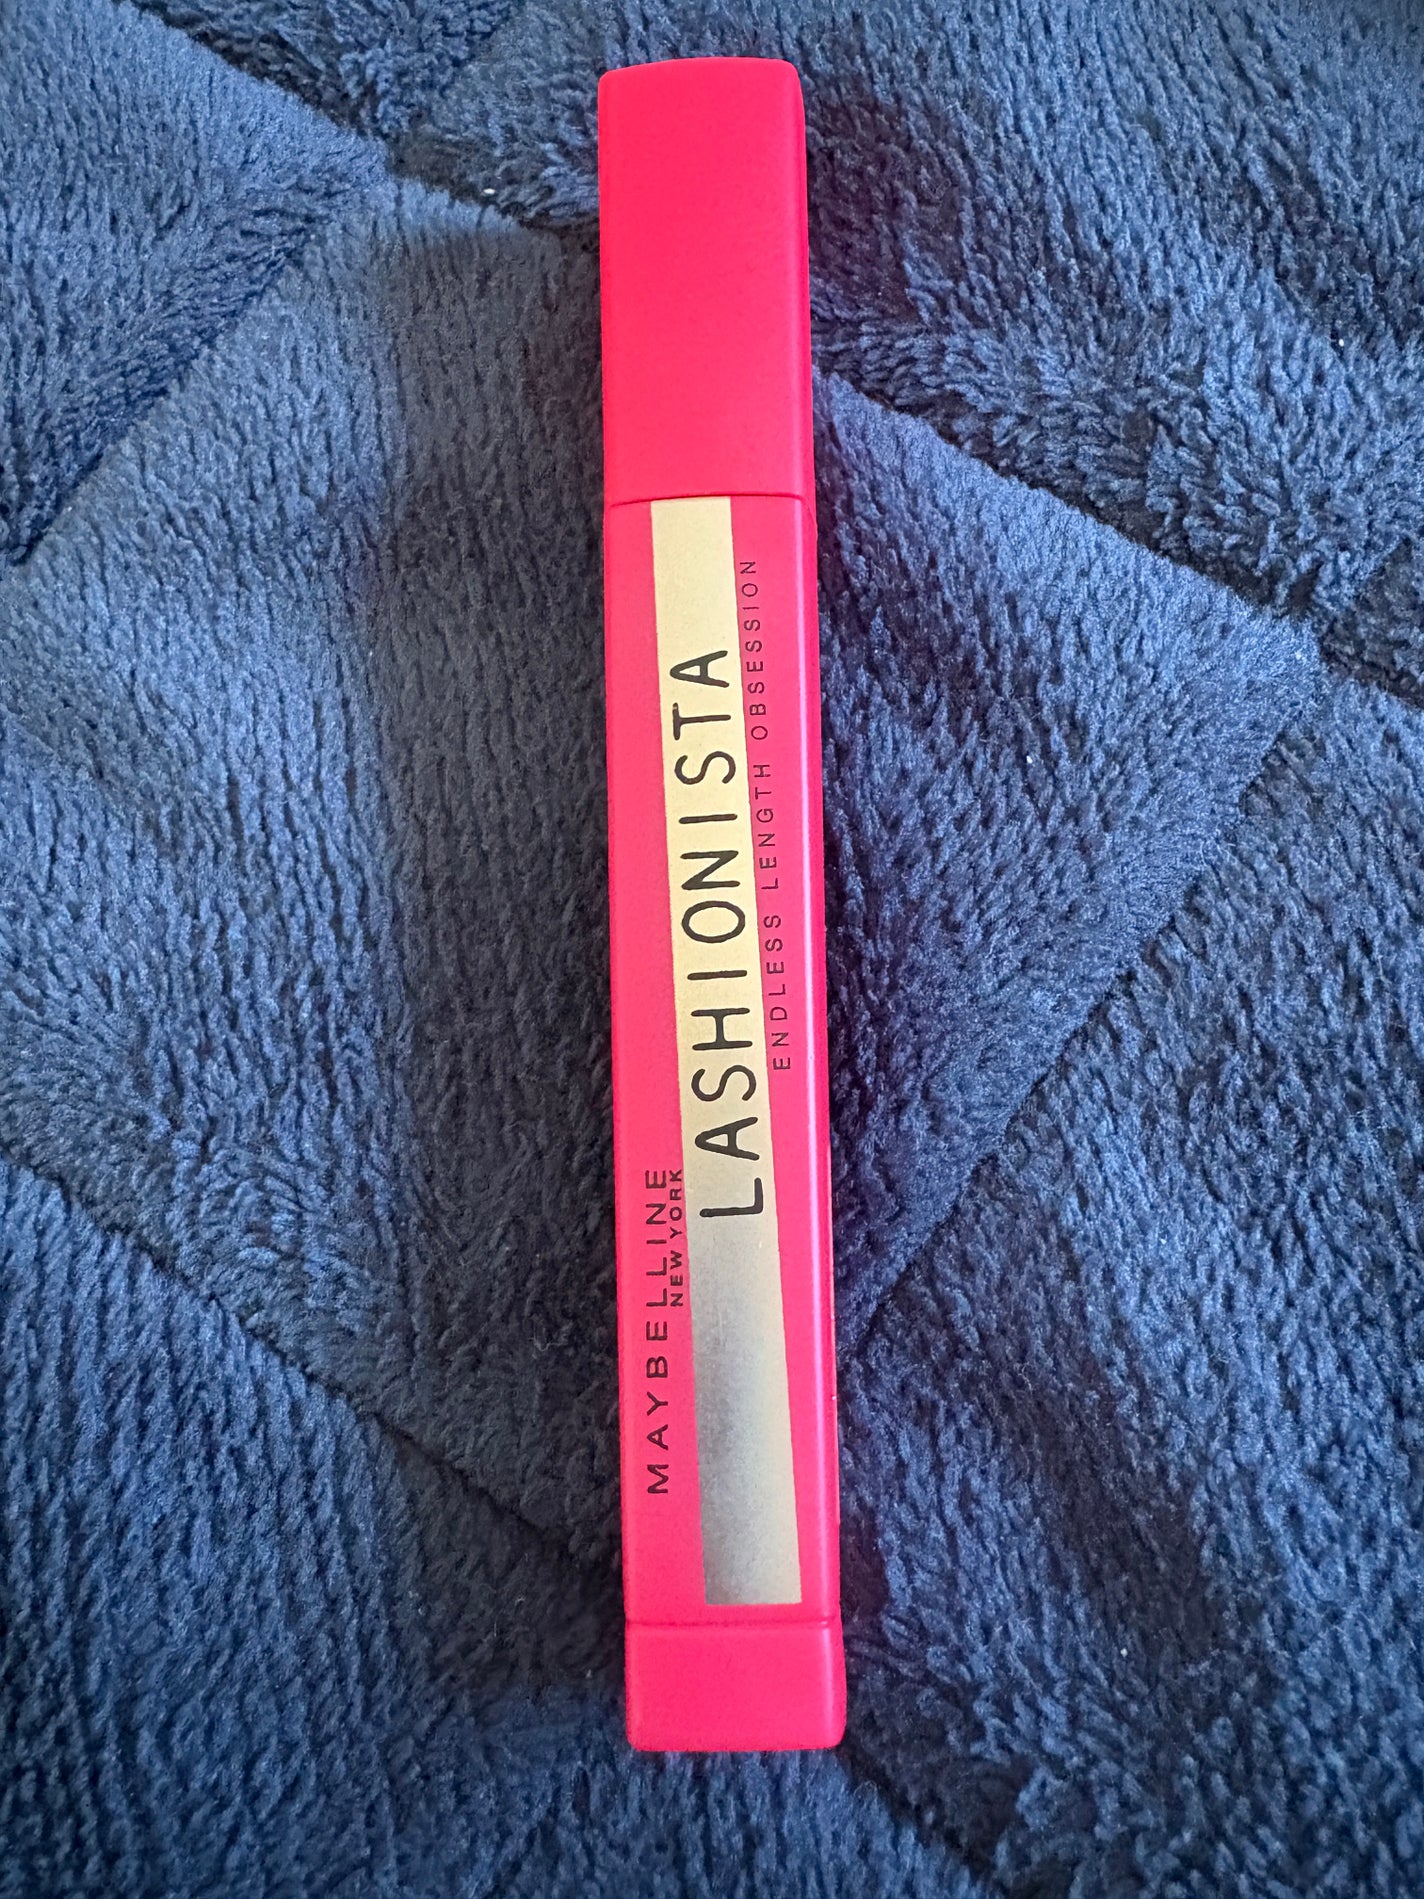 MAYBELLINE
NEW YORK
LASHIONISTA
ENDLESS LENGTH OBSESSION